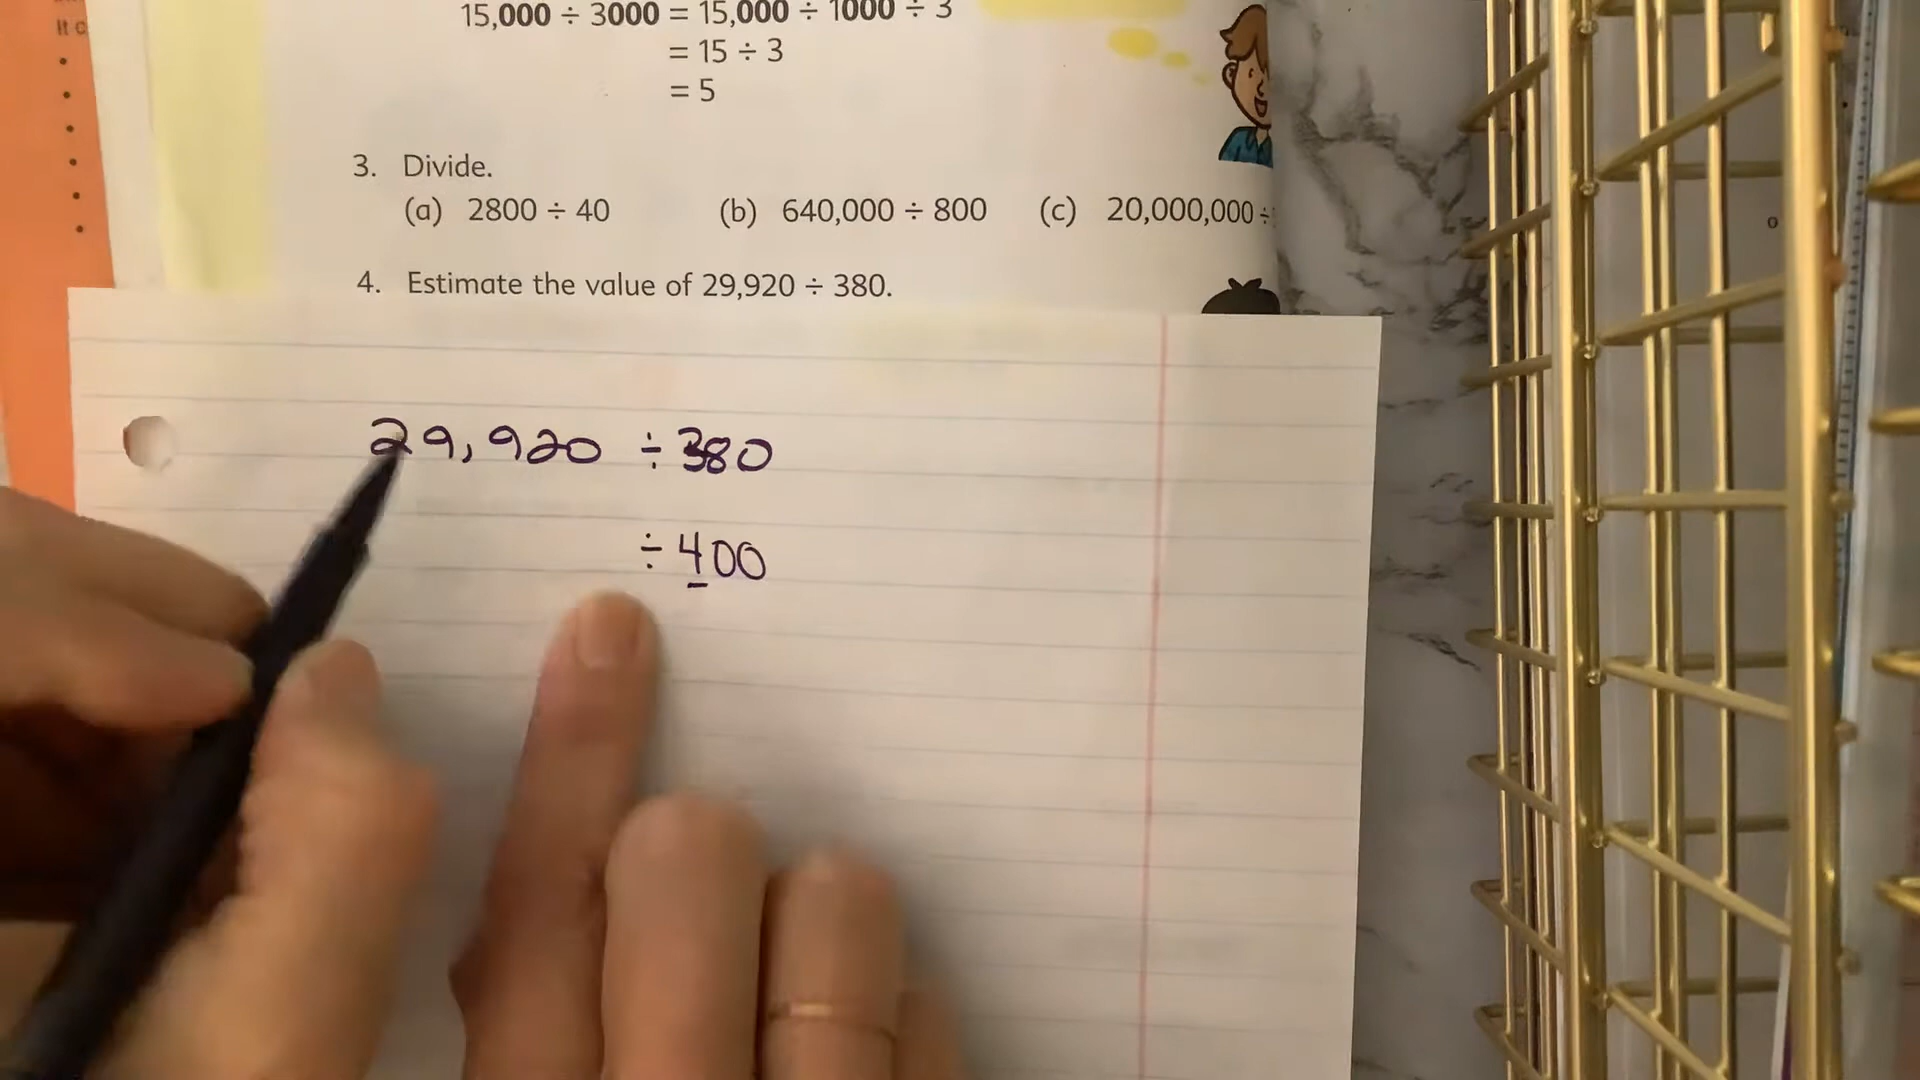 It
15,000 ÷ 3000 = 15,000 ÷ 1000 ÷ 3
= 15 ÷ 3
= 5
3. Divide.
(a) 2800 ÷ 40 (b) 640,000 ÷ 800 (c) 20,000,000 ÷
4. Estimate the value of 29,920 ÷ 380.
29,920 ÷ 380
÷ 400